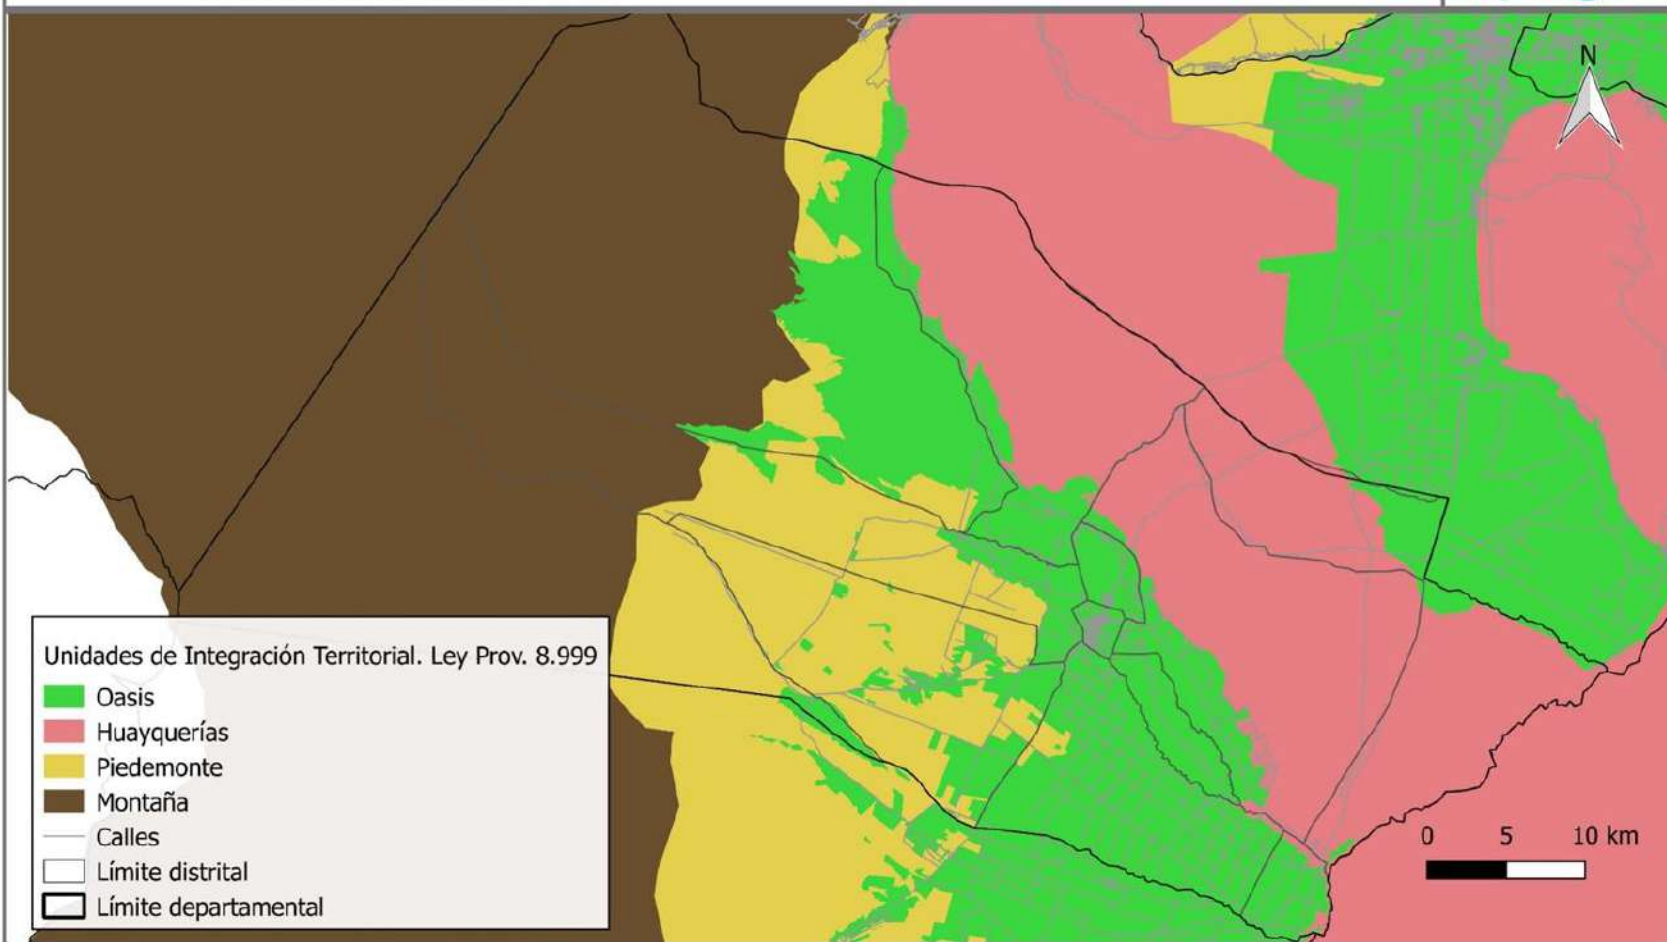 N
Unidades de Integración Territorial. Ley Prov. 8.999
Oasis
Huayquerías
Piedemonte
Montaña
Calles
Límite distrital
Límite departamental
0 5 10 km